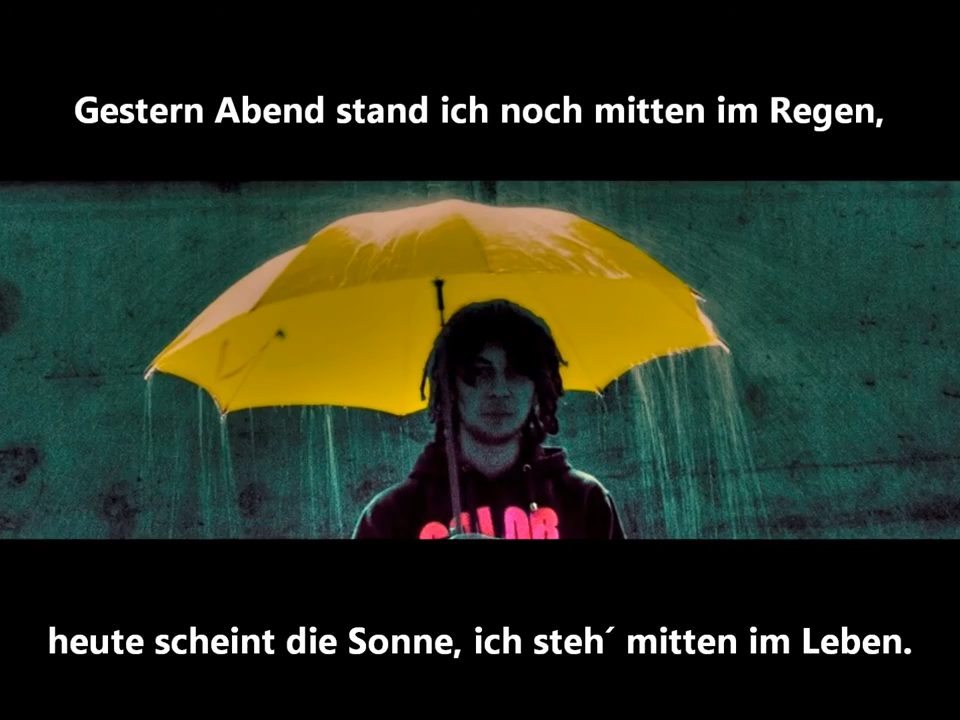 Gestern Abend stand ich noch mitten im Regen,
heute scheint die Sonne, ich steh´ mitten im Leben.